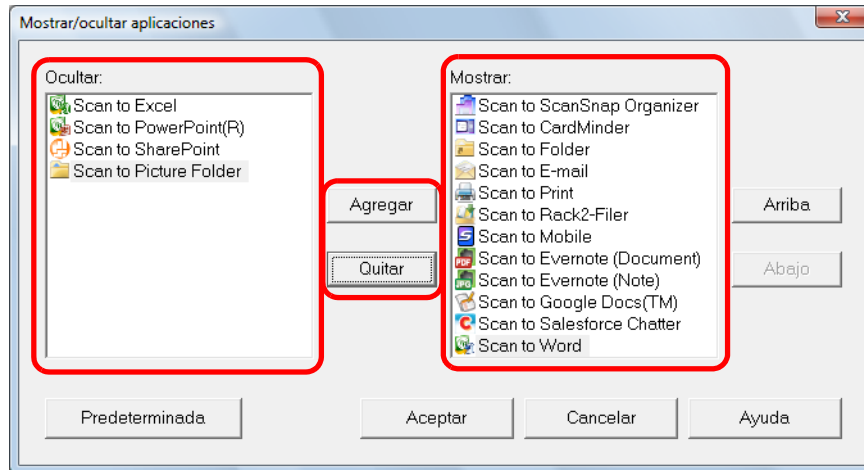 Mostrar/ocultar aplicaciones
Ocultar:
Scan to Excel
Scan to PowerPoint(R)
Scan to SharePoint
Scan to Picture Folder
Agregar
Quitar
Mostrar:
Scan to ScanSnap Organizer
Scan to CardMinder
Scan to Folder
Scan to E-mail
Scan to Print
Scan to Rack2-Filer
Scan to Mobile
Scan to Evernote (Document)
Scan to Evernote (Note)
Scan to Google Docs(TM)
Scan to Salesforce Chatter
Scan to Word
Arriba
Abajo
Predeterminada
Aceptar
Cancelar
Ayuda